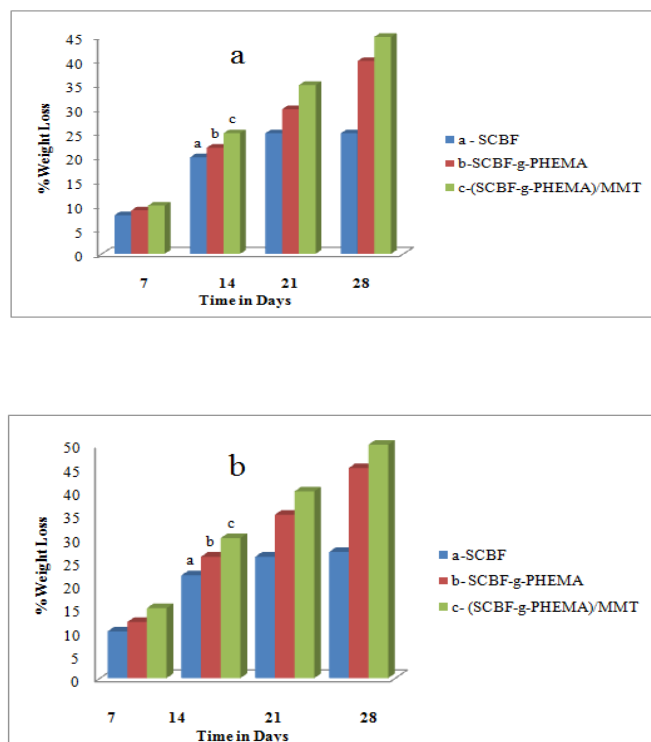 a
45
40
35
30
25
20
15
10
5
0
%Weight Loss
a b c
7 14 21 28
Time in Days
a - SCBF
b-SCBF-g-PHEMA
c-(SCBF-g-PHEMA)/MMT
b
50
45
40
35
30
25
20
15
10
5
0
%Weight Loss
a b c
7 14 21 28
Time in Days
a-SCBF
b- SCBF-g-PHEMA
c- (SCBF-g-PHEMA)/MMT